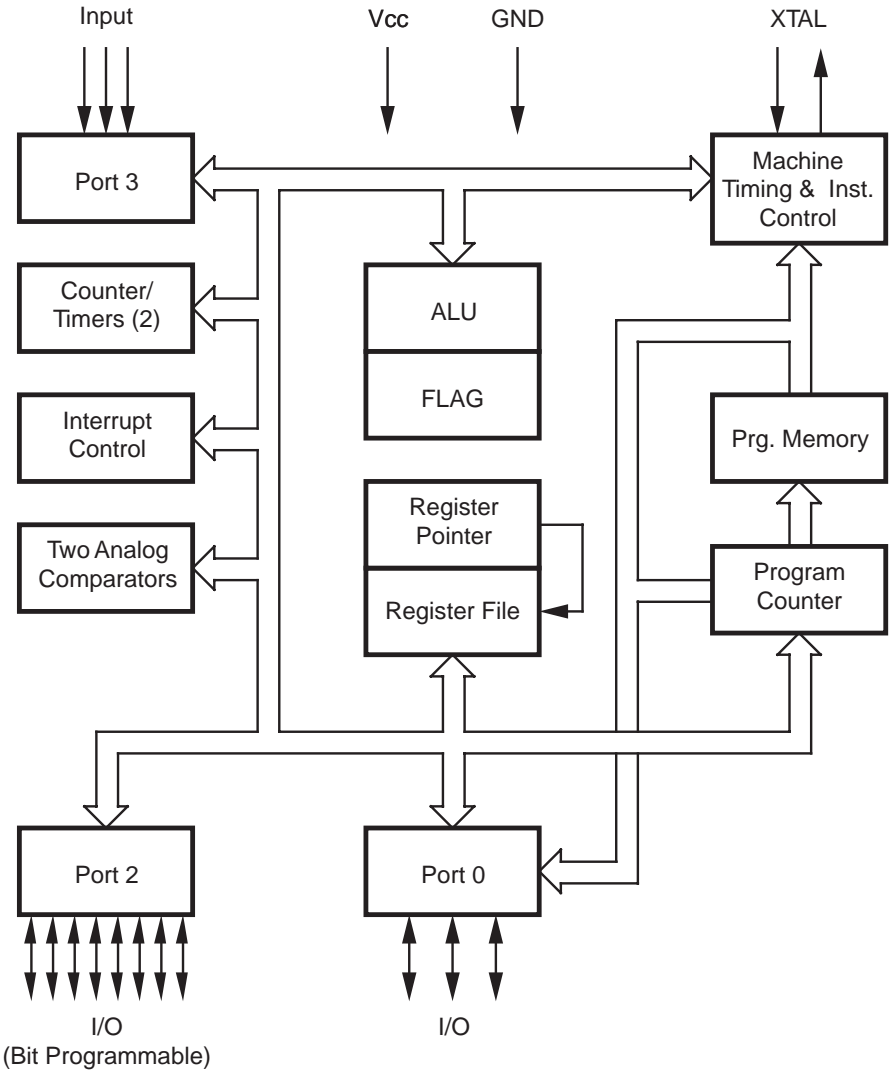 Input
Vcc
GND
XTAL
Port 3
Machine
Timing & Inst.
Control
Counter/
Timers (2)
ALU
FLAG
Interrupt
Control
Prg. Memory
Register
Pointer
Two Analog
Comparators
Register File
Program
Counter
Port 2
Port 0
I/O
(Bit Programmable)
I/O